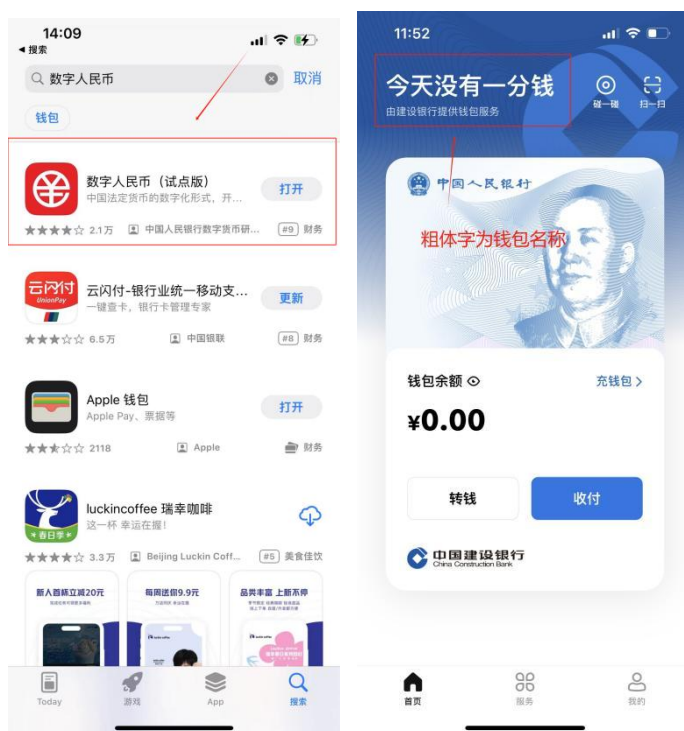 14:09
◀ 搜索
数字人民币
取消
钱包
数字人民币（试点版）
中国法定货币的数字化形式，开...
打开
★★★★☆ 2.1万
中国人民银行数字货币研...
#9 财务
云闪付
UnionPay
云闪付-银行业统一移动支...
一键查卡，银行卡管理专家
更新
★★★☆☆ 6.5万
中国银联
#8 财务
Apple 钱包
Apple Pay、票据等
打开
2118
Apple
财务
春日季
luckincoffee 瑞幸咖啡
这一杯 幸运在握！
★★★★☆ 3.3万
Beijing Luckin Coff...
#5 美食佳饮
新人首杯立减20元
每周送你9.9元
品类丰富 上新不停
Today
游戏
App
搜索
11:52
今天没有一分钱
由建设银行提供钱包服务
碰一碰
扫一扫
中国人民银行
粗体字为钱包名称
钱包余额
充钱包 >
¥0.00
转钱
收付
中国建设银行
China Construction Bank
首页
服务
我的